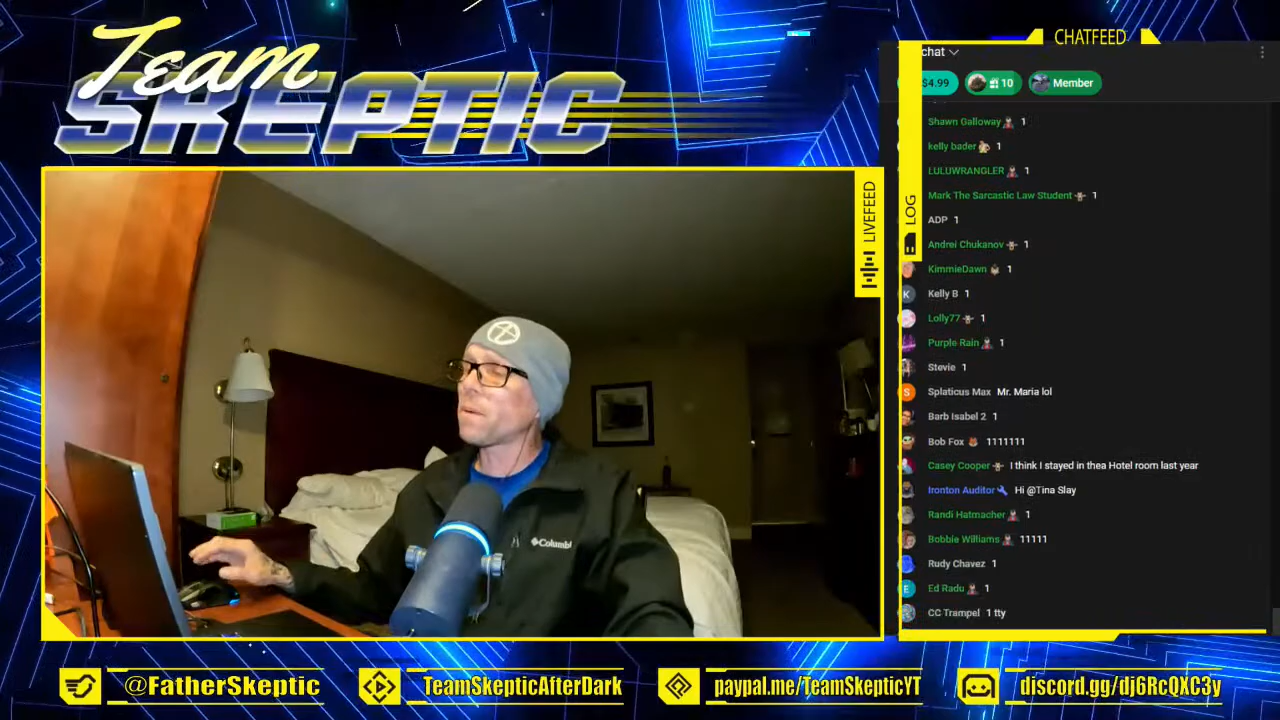 Team
SKEPTIC
CHATFEED
chat
$4.99
10
Member
LIVEFEED
LOG
Shawn Galloway 1
kelly bader 1
LULUWRANGLER 1
Mark The Sarcastic Law Student 1
ADP 1
Andrei Chukanov 1
KimmieDawn 1
K Kelly B 1
Lolly77 1
Purple Rain 1
Stevie 1
S Splaticus Max Mr. Maria lol
Barb Isabel 2 1
Bob Fox 1111111
Casey Cooper I think I stayed in thea Hotel room last year
Ironton Auditor Hi @Tina Slay
Randi Hatmacher 1
Bobbie Williams 11111
Rudy Chavez 1
E Ed Radu 1
CC Trampel 1 tty
Columbi
@FatherSkeptic
TeamSkepticAfterDark
paypal.me/TeamSkepticYT
discord.gg/dj6RcQXC3y